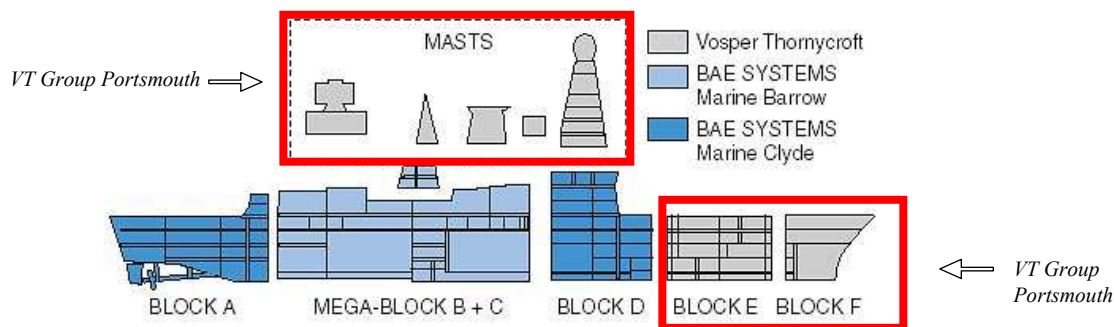 MASTS
VT Group Portsmouth
Vosper Thornycroft
BAE SYSTEMS
Marine Barrow
BAE SYSTEMS
Marine Clyde
BLOCK A
MEGA-BLOCK B + C
BLOCK D
BLOCK E
BLOCK F
VT Group
Portsmouth